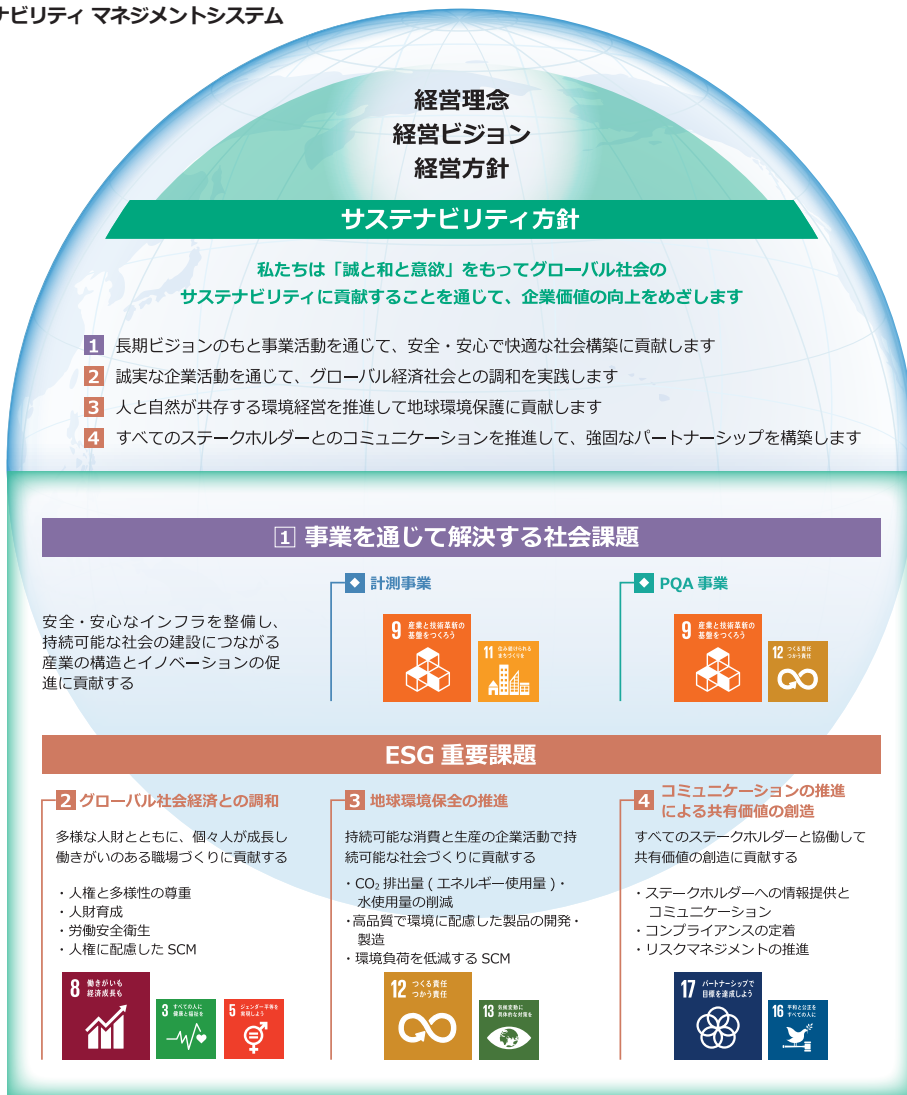 ナビリティ マネジメントシステム
経営理念
経営ビジョン
経営方針
サステナビリティ方針
私たちは「誠と和と意欲」をもってグローバル社会の
サステナビリティに貢献することを通じて、企業価値の向上をめざします
1 長期ビジョンのもと事業活動を通じて、安全・安心で快適な社会構築に貢献します
2 誠実な企業活動を通じて、グローバル経済社会との調和を実践します
3 人と自然が共存する環境経営を推進して地球環境保護に貢献します
4 すべてのステークホルダーとのコミュニケーションを推進して、強固なパートナーシップを構築します
1 事業を通じて解決する社会課題
安全・安心なインフラを整備し、
持続可能な社会の建設につながる
産業の構造とイノベーションの促
進に貢献する
計測事業
9 産業と技術革新の
基盤をつくろう
11 住み続けられる
まちづくりを
PQA 事業
9 産業と技術革新の
基盤をつくろう
12 つくる責任
つかう責任
ESG 重要課題
2 グローバル社会経済との調和
多様な人財とともに、個々人が成長し
働きがいのある職場づくりに貢献する
・人権と多様性の尊重
・人財育成
・労働安全衛生
・人権に配慮した SCM
8 働きがいも
経済成長も
3 すべての人に
健康と福祉を
5 ジェンダー平等を
実現しよう
3 地球環境保全の推進
持続可能な消費と生産の企業活動で持
続可能な社会づくりに貢献する
・CO₂ 排出量 ( エネルギー使用量 )・
水使用量の削減
・高品質で環境に配慮した製品の開発・
製造
・環境負荷を低減する SCM
12 つくる責任
つかう責任
13 気候変動に
具体的な対策を
4 コミュニケーションの推進
による共有価値の創造
すべてのステークホルダーと協働して
共有価値の創造に貢献する
・ステークホルダーへの情報提供と
コミュニケーション
・コンプライアンスの定着
・リスクマネジメントの推進
17 パートナーシップで
目標を達成しよう
16 平和と公正を
すべての人に